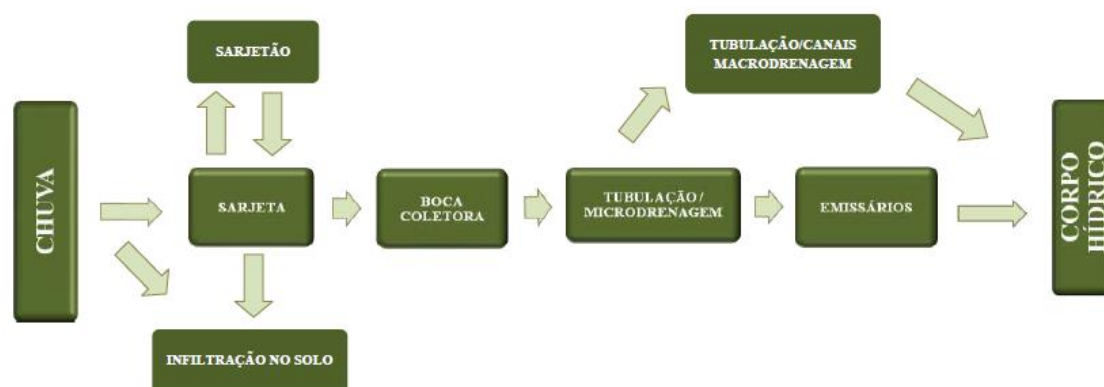 SARJETÃO
TUBULAÇÃO/CANAIS
MACRODRENAGEM
CHUVA
SARJETA
BOCA
COLETORA
TUBULAÇÃO /
MICRODRENAGEM
EMISSÁRIOS
CORPO
HÍDRICO
INFILTRAÇÃO NO SOLO